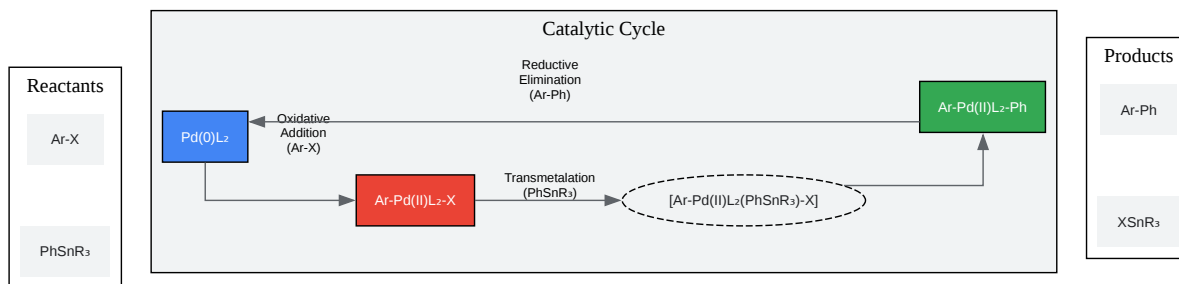 Catalytic Cycle
Reactants
Ar-X
PhSnR₃
Pd(0)L₂
Oxidative
Addition
(Ar-X)
Reductive
Elimination
(Ar-Ph)
Ar-Pd(II)L₂-X
Transmetalation
(PhSnR₃)
[Ar-Pd(II)L₂(PhSnR₃)-X]
Ar-Pd(II)L₂-Ph
Products
Ar-Ph
XSnR₃